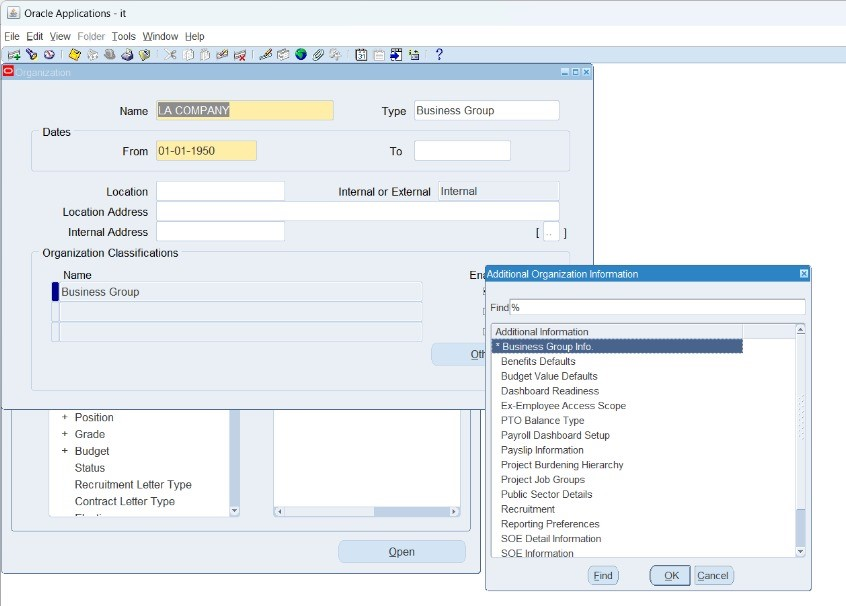 Oracle Applications - it
File Edit View Folder Tools Window Help
?
Organization
Name LA COMPANY Type Business Group
Dates
From 01-01-1950 To
Location Internal or External Internal
Location Address
Internal Address [ .. ]
Organization Classifications
Name
Business Group
Additional Organization Information
Find %
Additional Information
* Business Group Info.
Benefits Defaults
Budget Value Defaults
Dashboard Readiness
Ex-Employee Access Scope
PTO Balance Type
Payroll Dashboard Setup
Payslip Information
Project Burdening Hierarchy
Project Job Groups
Public Sector Details
Recruitment
Reporting Preferences
SOE Detail Information
SOE Information
Find OK Cancel
+ Position
+ Grade
+ Budget
Status
Recruitment Letter Type
Contract Letter Type
Open